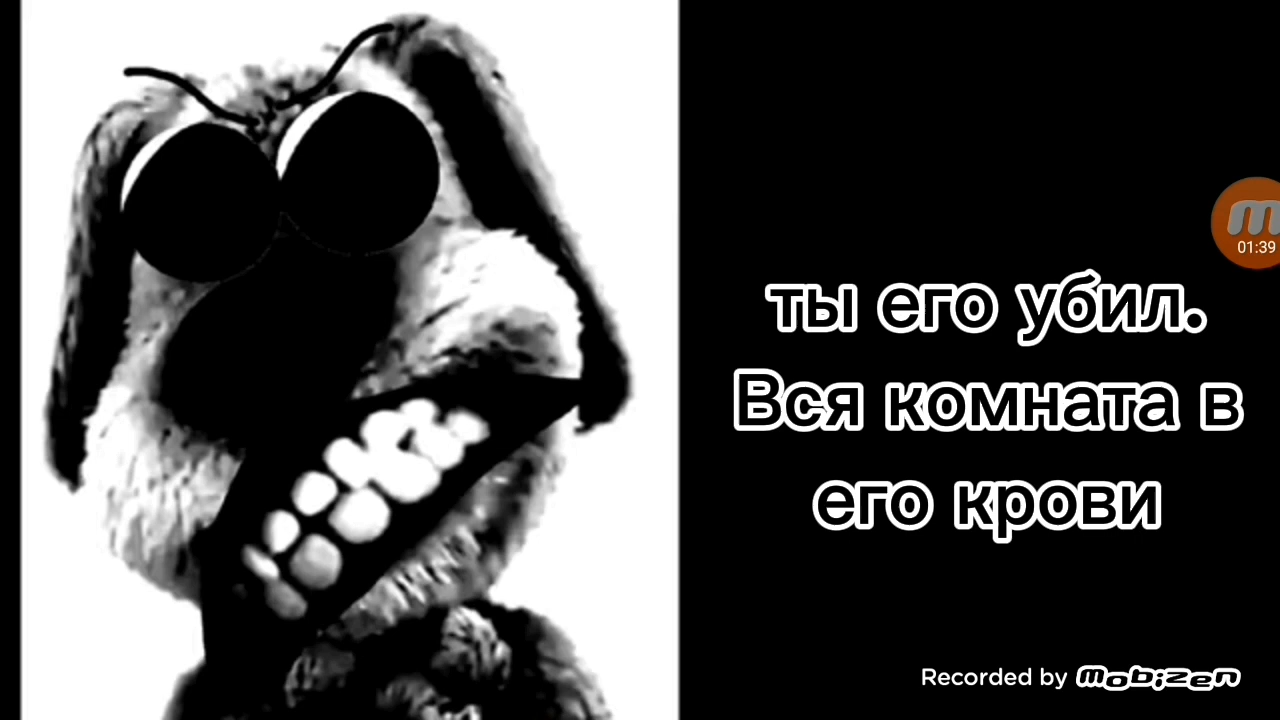 01:39
ты его убил.
Вся комната в
его крови
Recorded by mobizen